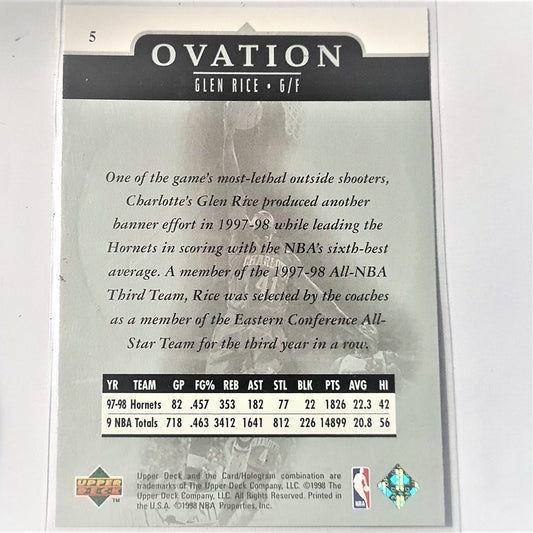 5
OVATION
GLEN RICE • G/F
One of the game's most-lethal outside shooters,
Charlotte's Glen Rice produced another
banner effort in 1997-98 while leading the
Hornets in scoring with the NBA's sixth-best
average. A member of the 1997-98 All-NBA
Third Team, Rice was selected by the coaches
as a member of the Eastern Conference All-
Star Team for the third year in a row.
YR TEAM GP FG% REB AST STL BLK PTS AVG HI
97-98 Hornets 82 .457 353 182 77 22 1826 22.3 42
9 NBA Totals 718 .463 3412 1641 812 226 14899 20.8 56
UPPER DECK ™
Upper Deck and the Card/Hologram combination are
trademarks of The Upper Deck Company, LLC. ©1998 The
Upper Deck Company, LLC. All Rights Reserved. Printed in
the U.S.A. ©1998 NBA Properties, Inc.
NBA
CHARLOTTE
41